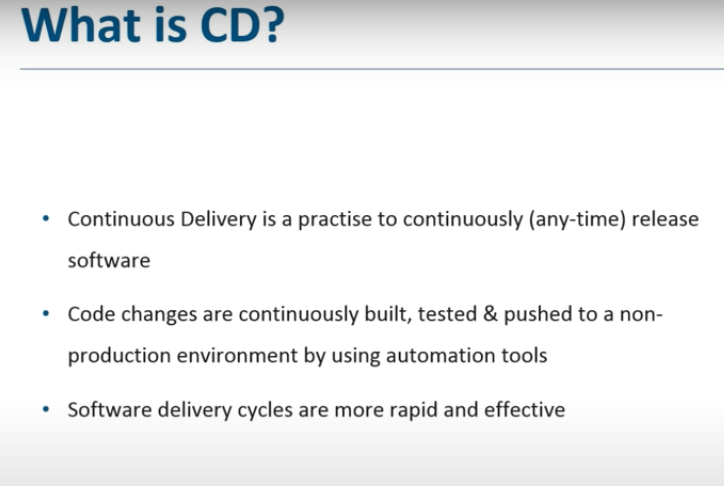 What is CD?
• Continuous Delivery is a practise to continuously (any-time) release
software
• Code changes are continuously built, tested & pushed to a non-
production environment by using automation tools
• Software delivery cycles are more rapid and effective